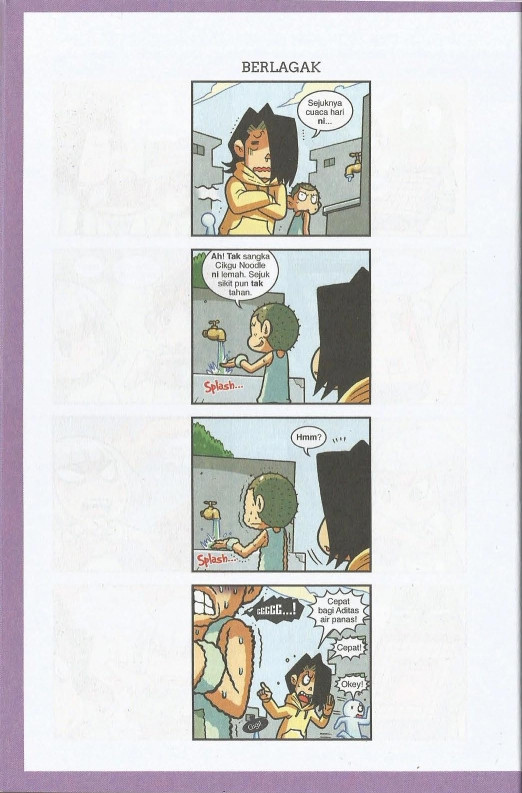 BERLAGAK
Sejuknya
cuaca hari
ni...
Ah! Tak sangka
Cikgu Noodle
ni lemah. Sejuk
sikit pun tak
tahan.
Splash...
Hmm?
Splash...
GGGGG...!
Cepat
bagi Aditas
air panas!
Cepat!
Okey!
Gigil